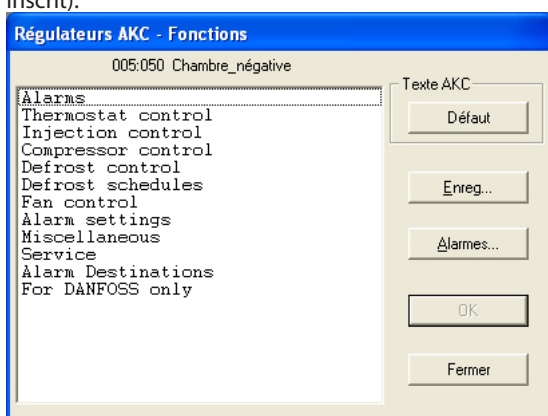 inscrit).
Régulateurs AKC - Fonctions
005:050 Chambre_négative
Alarms
Thermostat control
Injection control
Compressor control
Defrost control
Defrost schedules
Fan control
Alarm settings
Miscellaneous
Service
Alarm Destinations
For DANFOSS only
Texte AKC
Défaut
Enreg...
Alarmes...
OK
Fermer